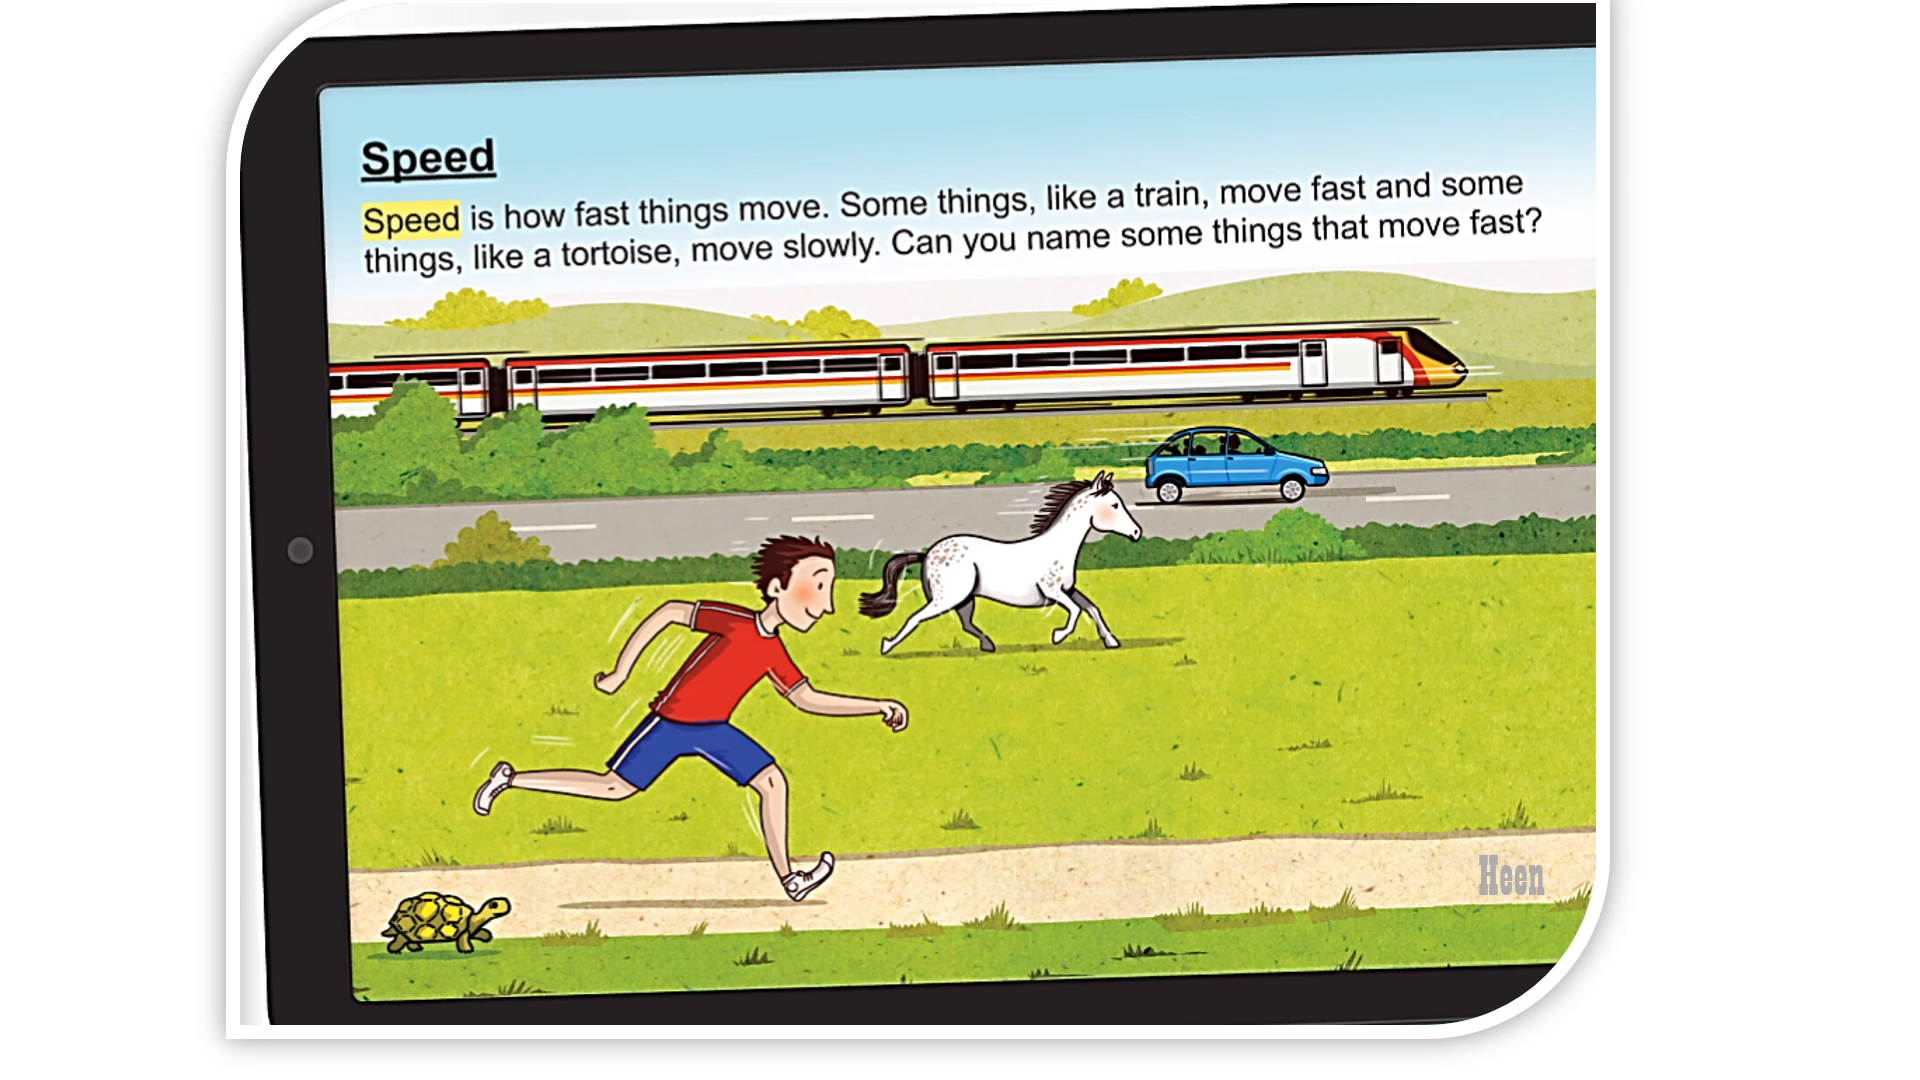 Speed
Speed is how fast things move. Some things, like a train, move fast and some
things, like a tortoise, move slowly. Can you name some things that move fast?
Heen